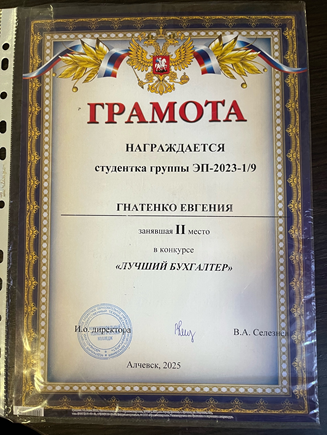 ГРАМОТА
НАГРАЖДАЕТСЯ
студентка группы ЭП-2023-1/9
ГНАТЕНКО ЕВГЕНИЯ
занявшая II место
в конкурсе
«ЛУЧШИЙ БУХГАЛТЕР»
И.о. директора В.А.
Алчевск, 2025